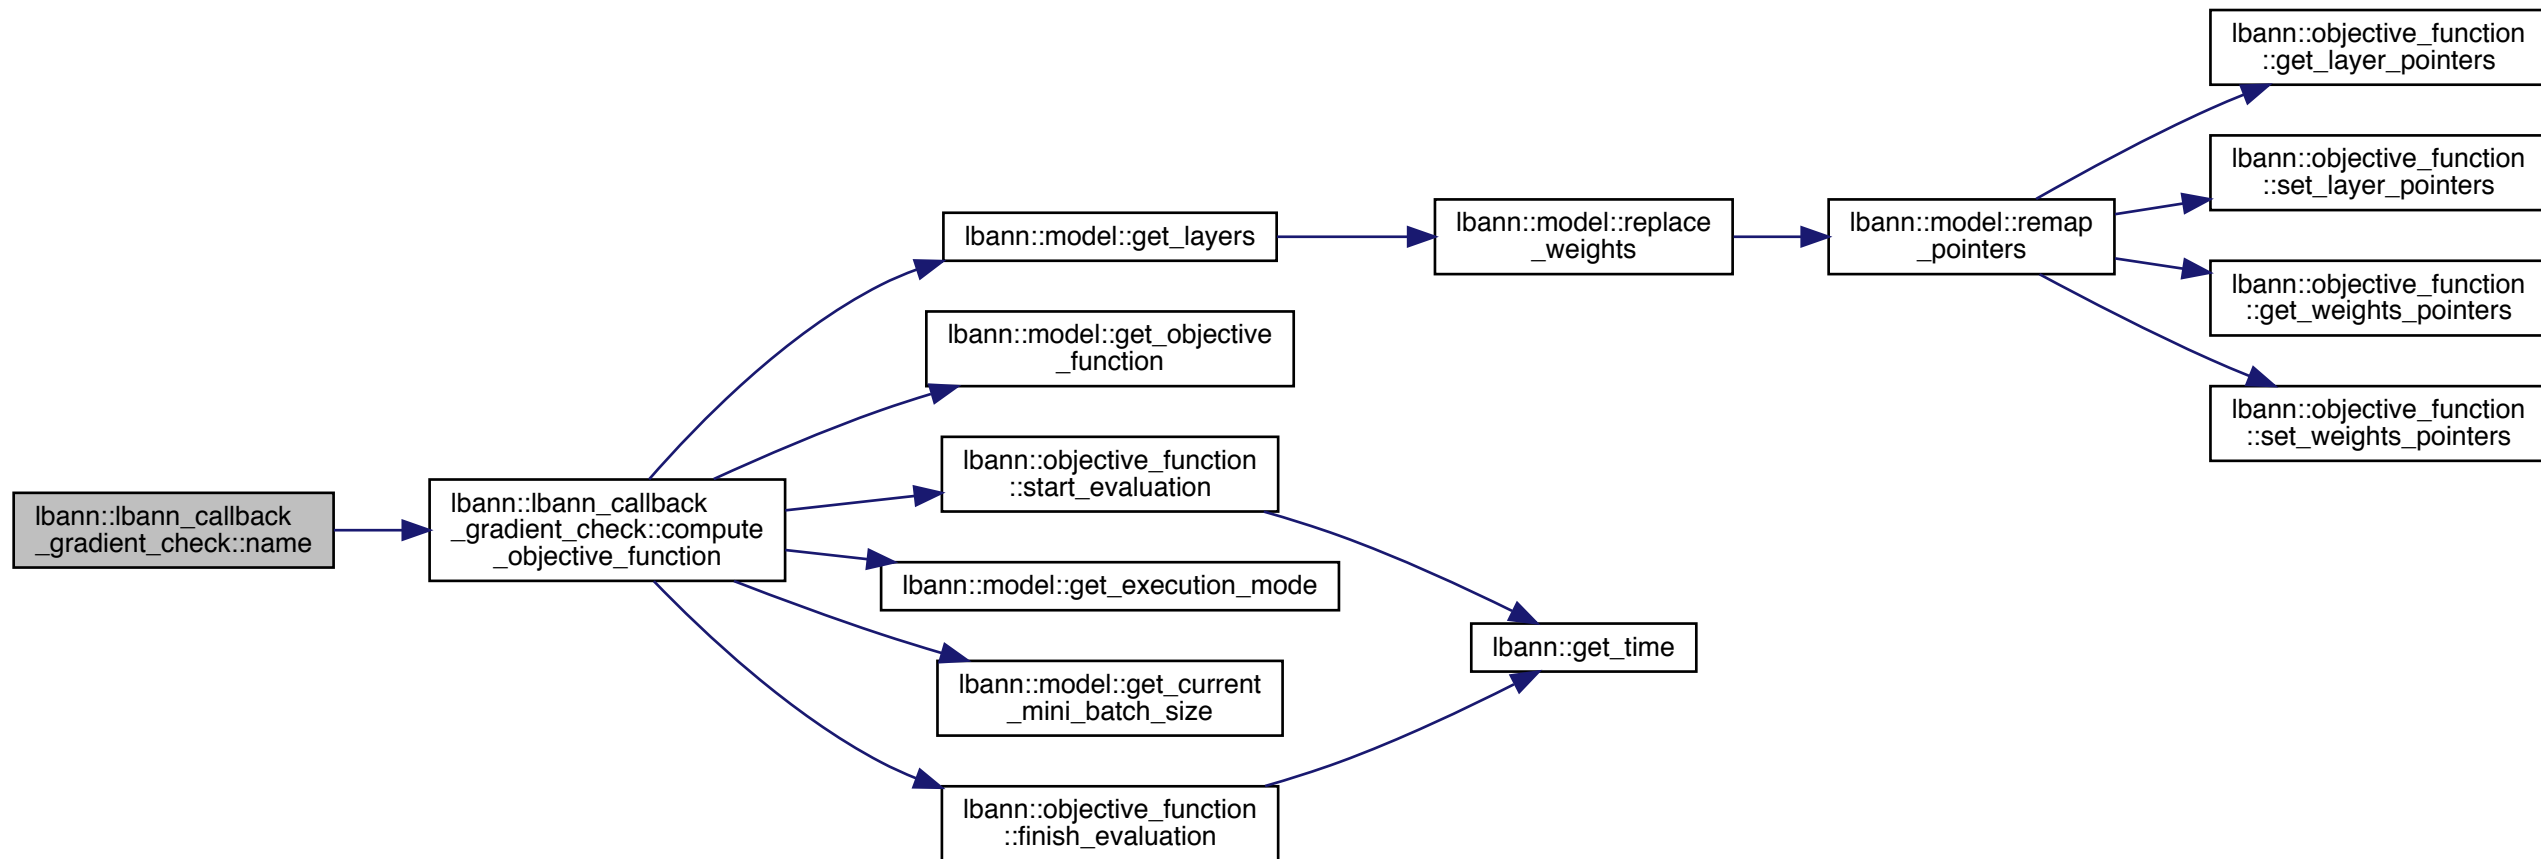 lbann::lbann_callback
_gradient_check::name
lbann::lbann_callback
_gradient_check::compute
_objective_function
lbann::model::get_layers
lbann::model::get_objective
_function
lbann::objective_function
::start_evaluation
lbann::model::get_execution_mode
lbann::model::get_current
_mini_batch_size
lbann::objective_function
::finish_evaluation
lbann::model::replace
_weights
lbann::get_time
lbann::model::remap
_pointers
lbann::objective_function
::get_layer_pointers
lbann::objective_function
::set_layer_pointers
lbann::objective_function
::get_weights_pointers
lbann::objective_function
::set_weights_pointers